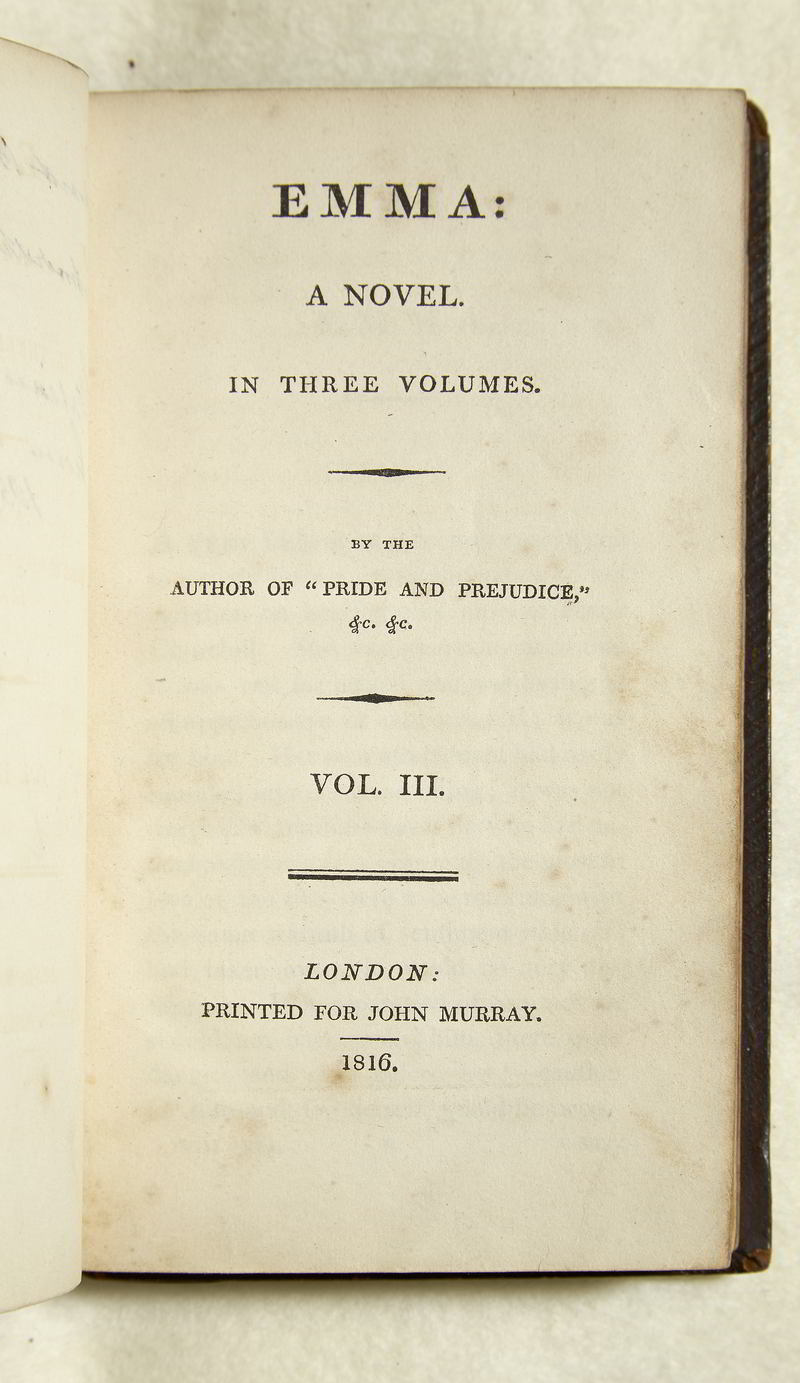 EMMA:
A NOVEL.
IN THREE VOLUMES.
BY THE
AUTHOR OF “PRIDE AND PREJUDICE,”
&c. &c.
VOL. III.
LONDON:
PRINTED FOR JOHN MURRAY.
1816.